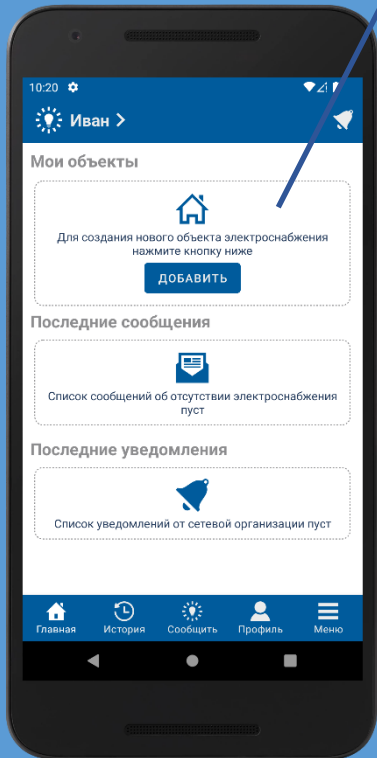 10:20
Иван >
Мои объекты
Для создания нового объекта электроснабжения
нажмите кнопку ниже
ДОБАВИТЬ
Последние сообщения
Список сообщений об отсутствии электроснабжения
пуст
Последние уведомления
Список уведомлений от сетевой организации пуст
Главная История Сообщить Профиль Меню